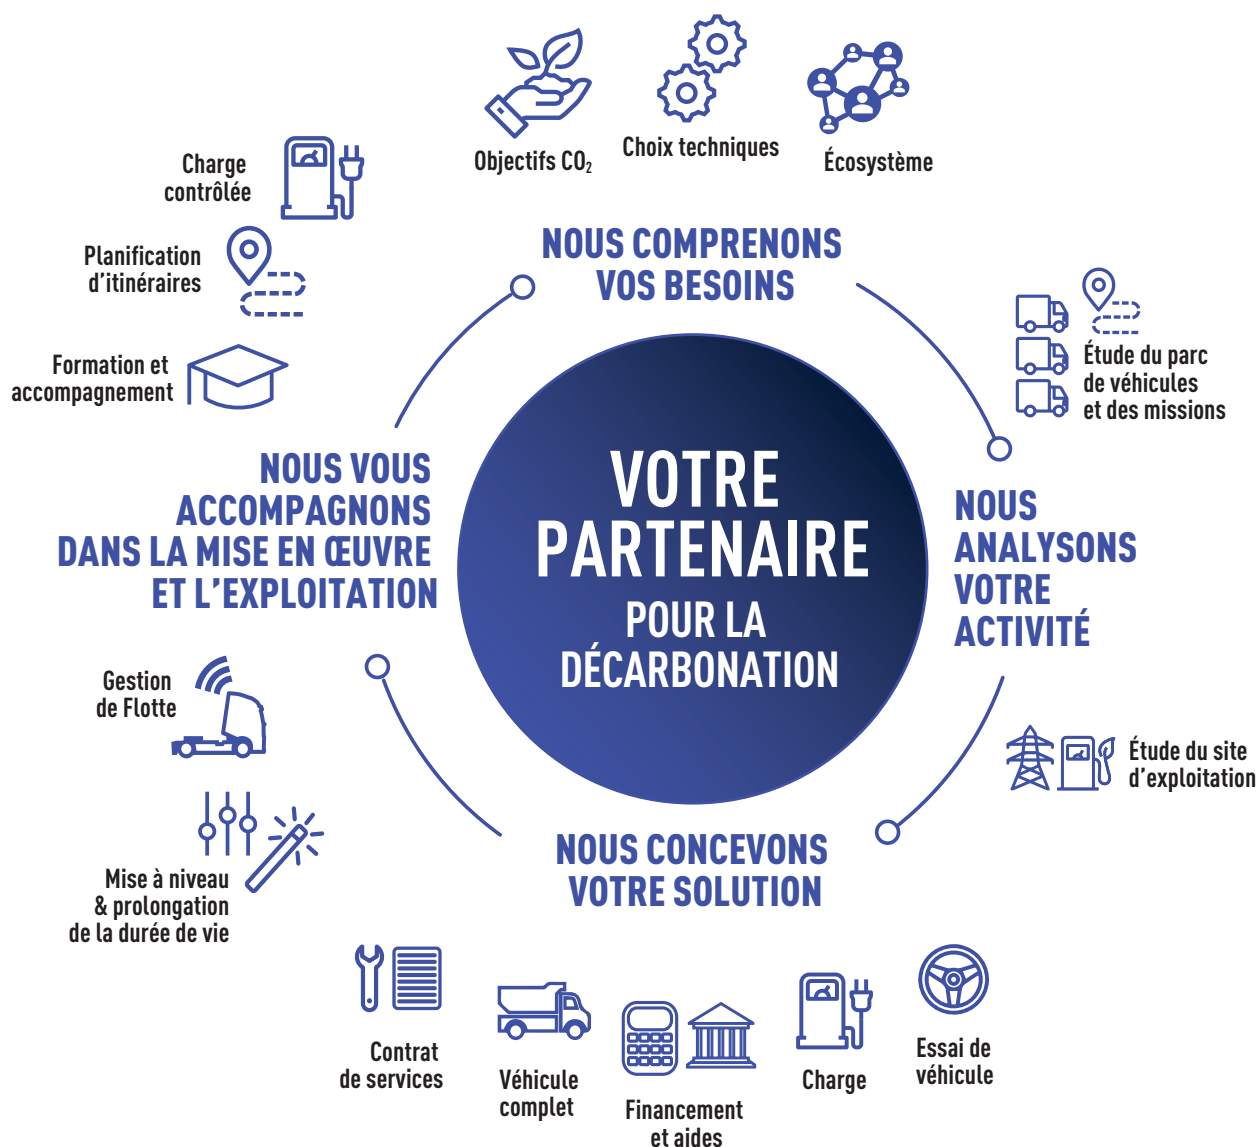 Objectifs CO₂
Choix techniques
Écosystème
NOUS COMPRENONS
VOS BESOINS
Étude du parc
de véhicules
et des missions
NOUS
ANALYSONS
VOTRE
ACTIVITÉ
Étude du site
d'exploitation
NOUS CONCEVONS
VOTRE SOLUTION
Essai de
véhicule
Charge
Financement
et aides
Véhicule
complet
Contrat
de services
NOUS VOUS
ACCOMPAGNONS
DANS LA MISE EN ŒUVRE
ET L'EXPLOITATION
Mise à niveau
& prolongation
de la durée de vie
Gestion
de Flotte
Formation et
accompagnement
Planification
d'itinéraires
Charge
contrôlée
VOTRE
PARTENAIRE
POUR LA
DÉCARBONATION